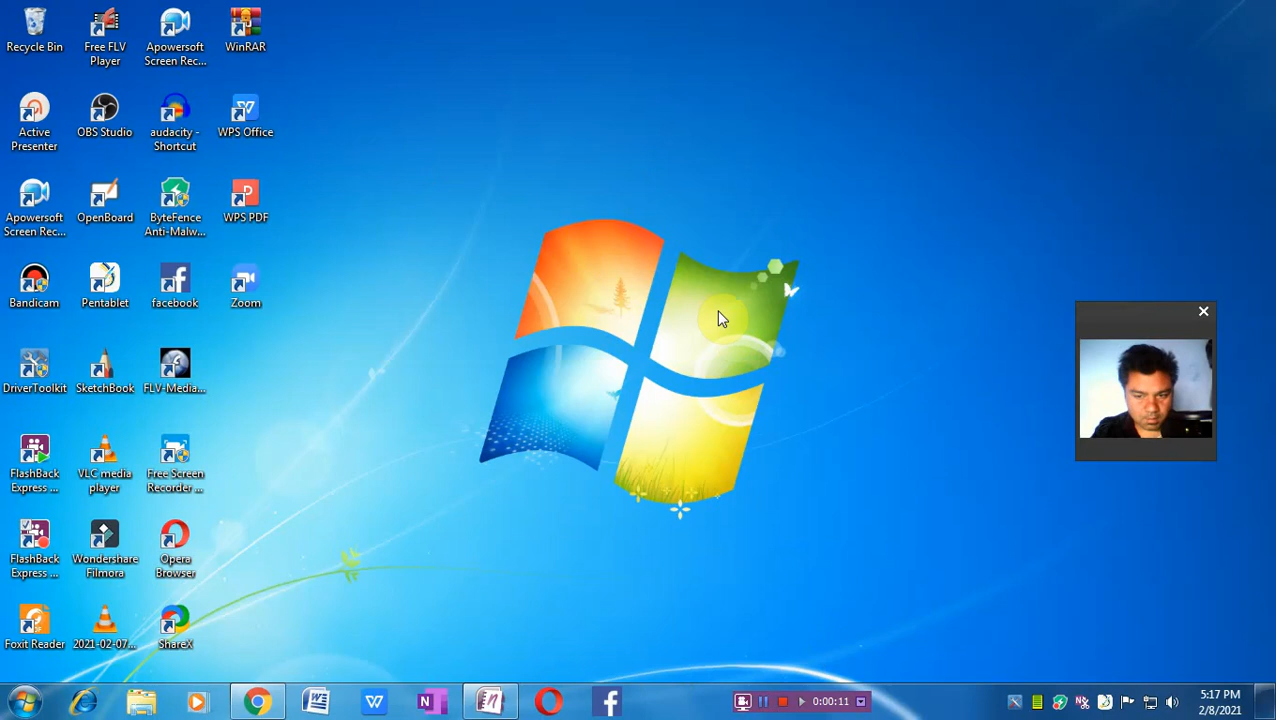 Recycle Bin
Free FLV
Player
Apowersoft
Screen Rec...
WinRAR
Active
Presenter
OBS Studio
audacity -
Shortcut
WPS Office
Apowersoft
Screen Rec...
OpenBoard
ByteFence
Anti-Malw...
WPS PDF
Bandicam
Pentablet
facebook
Zoom
DriverToolkit
SketchBook
FLV-Media...
FlashBack
Express ...
VLC media
player
Free Screen
Recorder ...
FlashBack
Express ...
Wondershare
Filmora
Opera
Browser
Foxit Reader
2021-02-07...
ShareX
0:00:11
5:17 PM
2/8/2021